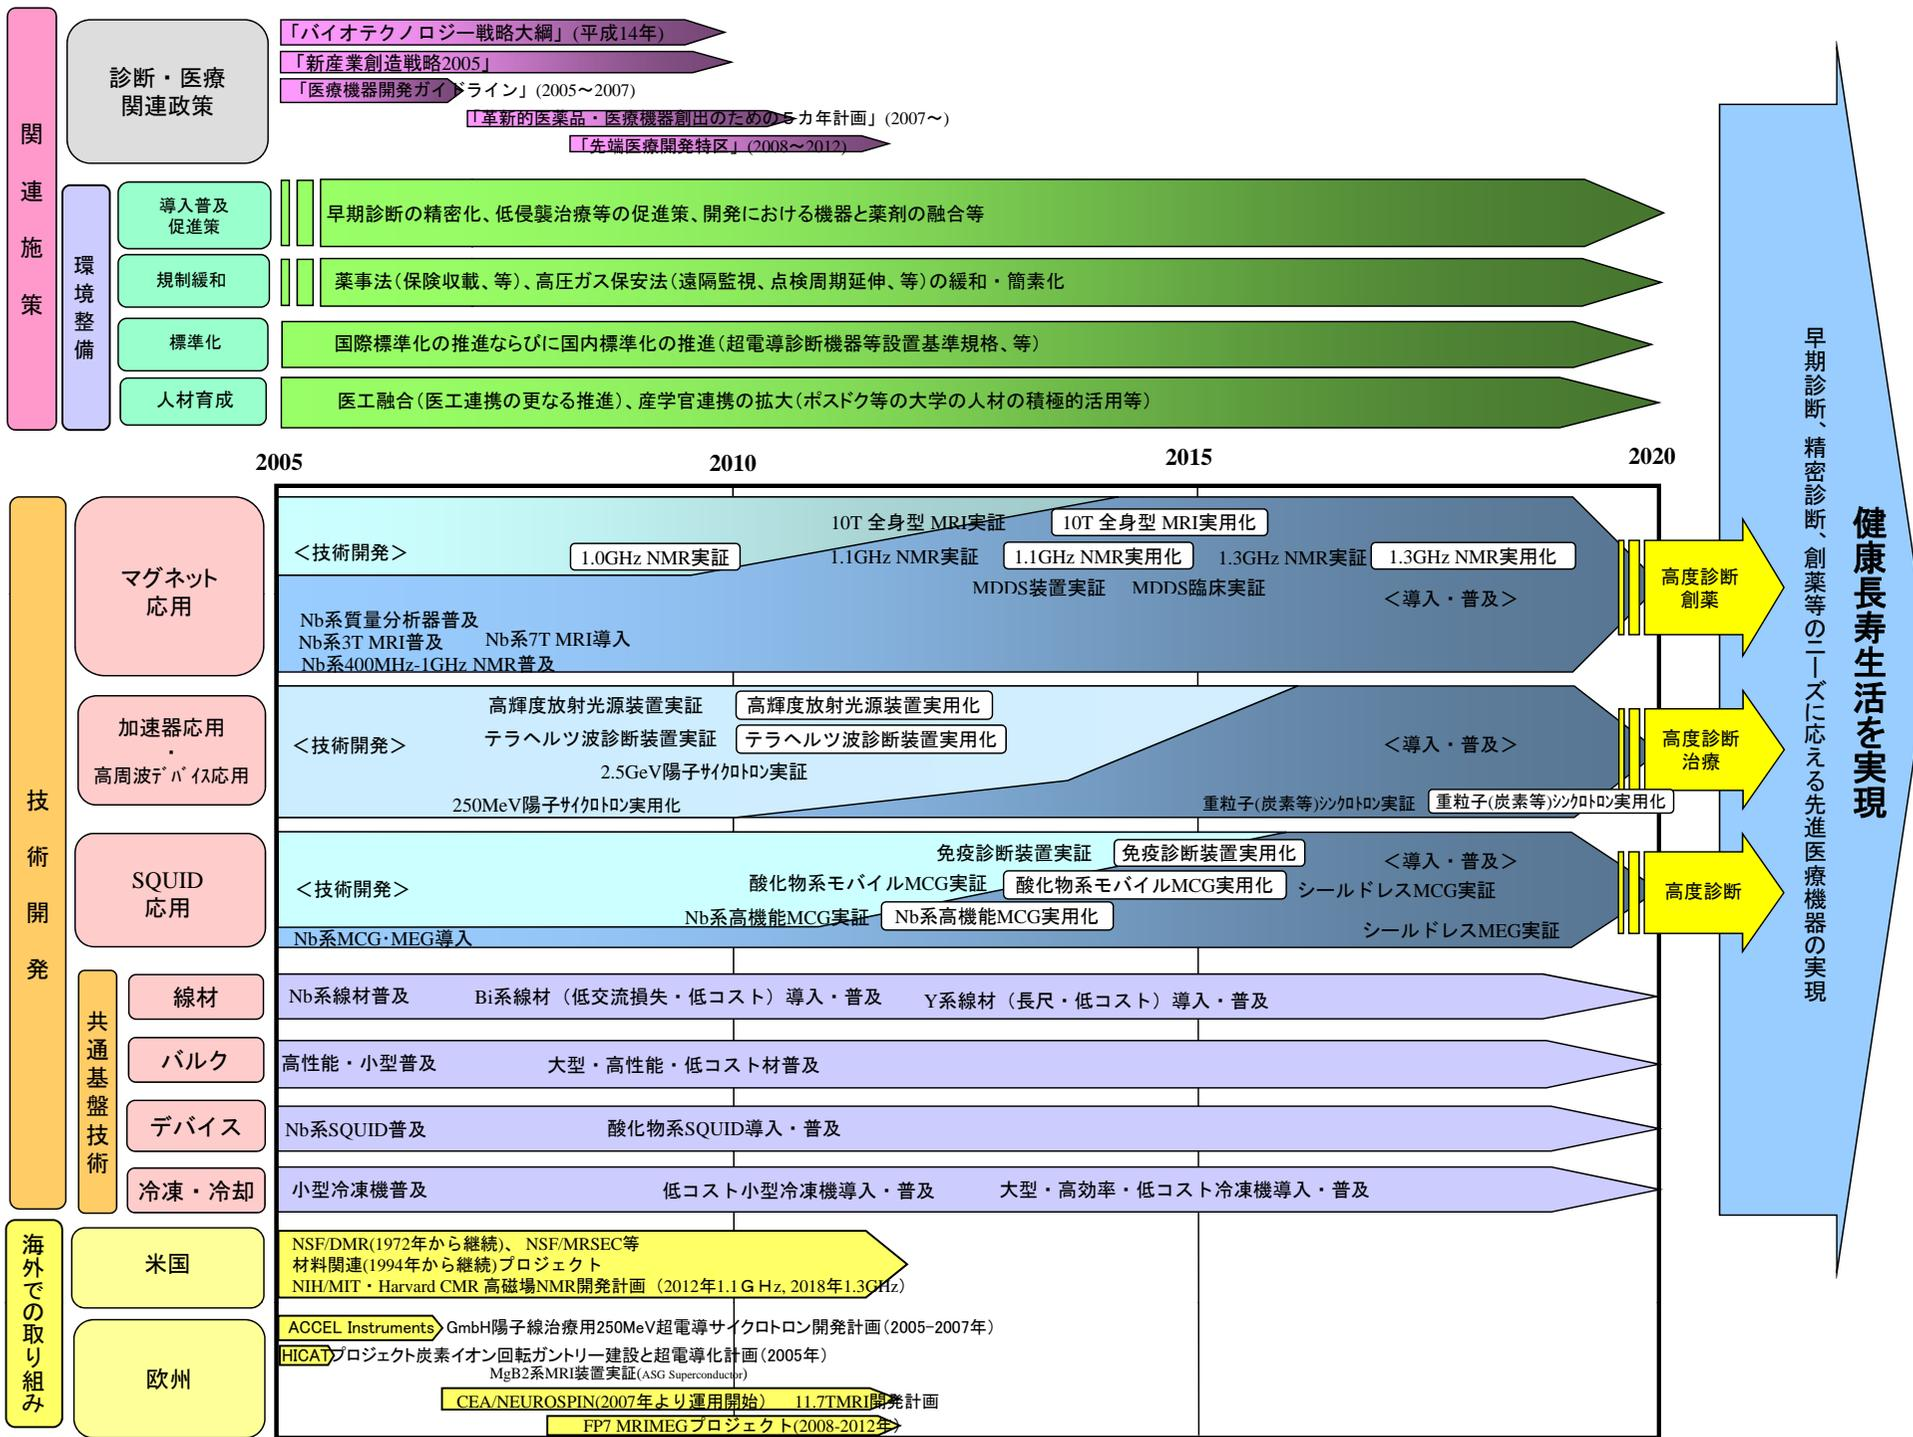 関連施策
診断・医療
関連政策
「バイオテクノロジー戦略大綱」(平成14年)
「新産業創造戦略2005」
「医療機器開発ガイドライン」(2005～2007)
「革新的医薬品・医療機器創出のための５カ年計画」(2007～)
「先端医療開発特区」(2008～2012)
環境整備
導入普及
促進策
早期診断の精密化、低侵襲治療等の促進策、開発における機器と薬剤の融合等
規制緩和
薬事法(保険収載、等)、高圧ガス保安法(遠隔監視、点検周期延伸、等)の緩和・簡素化
標準化
国際標準化の推進ならびに国内標準化の推進(超電導診断機器等設置基準規格、等)
人材育成
医工融合(医工連携の更なる推進)、産学官連携の拡大(ポスドク等の大学の人材の積極的活用等)
2005
2010
2015
2020
技術開発
マグネット
応用
＜技術開発＞
10T 全身型 MRI実証
10T 全身型 MRI実用化
1.0GHz NMR実証
1.1GHz NMR実証
1.1GHz NMR実用化
1.3GHz NMR実証
1.3GHz NMR実用化
MDDS装置実証
MDDS臨床実証
＜導入・普及＞
Nb系質量分析器普及
Nb系3T MRI普及
Nb系7T MRI導入
Nb系400MHz-1GHz NMR普及
高度診断
創薬
加速器応用
・
高周波ﾃﾞﾊﾞｲｽ応用
＜技術開発＞
高輝度放射光源装置実証
高輝度放射光源装置実用化
テラヘルツ波診断装置実証
テラヘルツ波診断装置実用化
2.5GeV陽子ｻｲｸﾛﾄﾛﾝ実証
250MeV陽子ｻｲｸﾛﾄﾛﾝ実用化
＜導入・普及＞
重粒子(炭素等)ｼﾝｸﾛﾄﾛﾝ実証
重粒子(炭素等)ｼﾝｸﾛﾄﾛﾝ実用化
高度診断
治療
SQUID
応用
＜技術開発＞
免疫診断装置実証
免疫診断装置実用化
酸化物系モバイルMCG実証
酸化物系モバイルMCG実用化
Nb系高機能MCG実証
Nb系高機能MCG実用化
Nb系MCG･MEG導入
＜導入・普及＞
シールドレスMCG実証
シールドレスMEG実証
高度診断
共通基盤技術
線材
Nb系線材普及
Bi系線材（低交流損失・低コスト）導入・普及
Y系線材（長尺・低コスト）導入・普及
バルク
高性能・小型普及
大型・高性能・低コスト材普及
デバイス
Nb系SQUID普及
酸化物系SQUID導入・普及
冷凍・冷却
小型冷凍機普及
低コスト小型冷凍機導入・普及
大型・高効率・低コスト冷凍機導入・普及
海外での取り組み
米国
NSF/DMR(1972年から継続)、 NSF/MRSEC等
材料関連(1994年から継続)プロジェクト
NIH/MIT・Harvard CMR 高磁場NMR開発計画（2012年1.1ＧＨz, 2018年1.3GHz）
欧州
ACCEL Instruments GmbH陽子線治療用250MeV超電導サイクロトロン開発計画(2005-2007年)
HICATプロジェクト炭素イオン回転ガントリー建設と超電導化計画(2005年)
MgB2系MRI装置実証(ASG Superconductor)
CEA/NEUROSPIN(2007年より運用開始） 11.7TMRI開発計画
FP7 MRIMEGプロジェクト(2008-2012年)
早期診断、精密診断、創薬等のニーズに応える先進医療機器の実現
健康長寿生活を実現